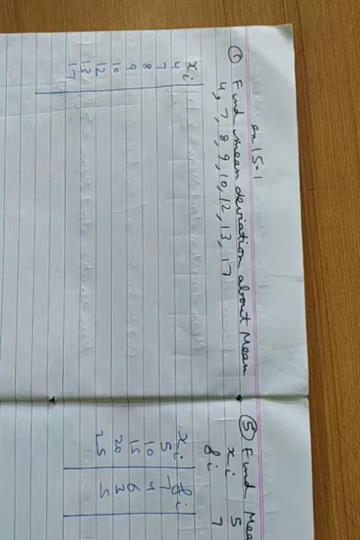 ex 15.1
① Find mean deviation about Mean
4, 7, 8, 9, 10, 12, 13, 17
xi
4
7
8
9
10
12
13
17
⑤ Find Mea
xi 5
fi 7
xi fi
5 7
10 4
15 6
20 3
25 5